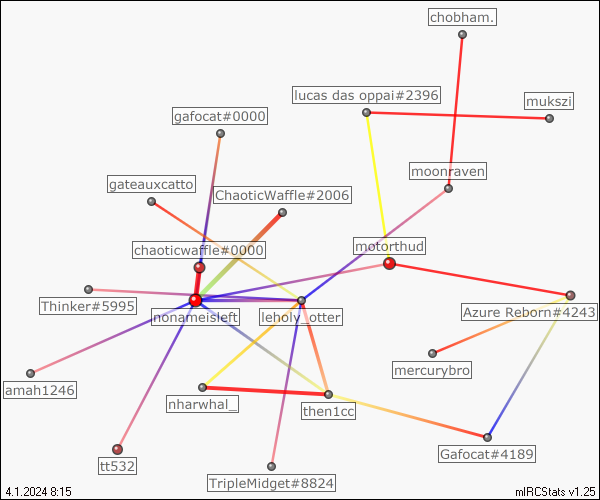 chobham.
lucas das oppai#2396
mukszi
gafocat#0000
moonraven
gateauxcatto
ChaoticWaffle#2006
chaoticwaffle#0000
motorthud
Thinker#5995
nonameisleft
leholy_otter
Azure Reborn#4243
mercurybro
amah1246
nharwhal_
then1cc
Gafocat#4189
tt532
TripleMidget#8824
4.1.2024 8:15
mIRCStats v1.25